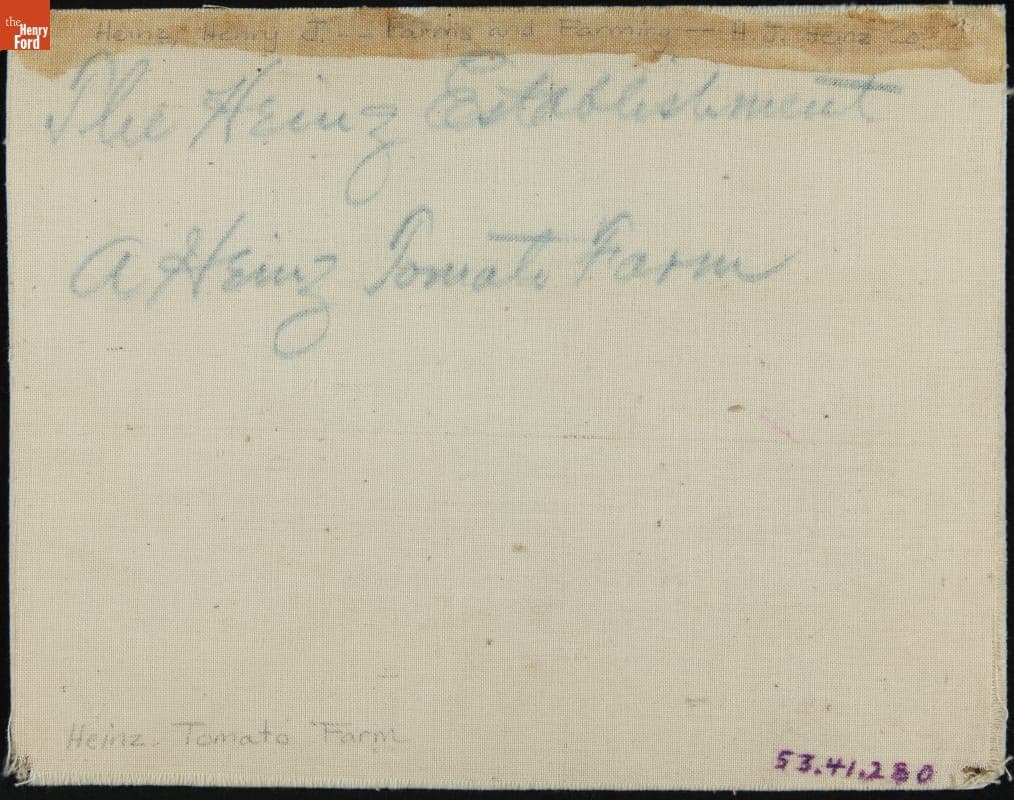 the Henry Ford
Heinz, Henry J. -- Farms and Farming -- H. J. Heinz Co.
The Heinz Establishment
A Heinz Tomato Farm
Heinz. Tomato Farm
53.41.280